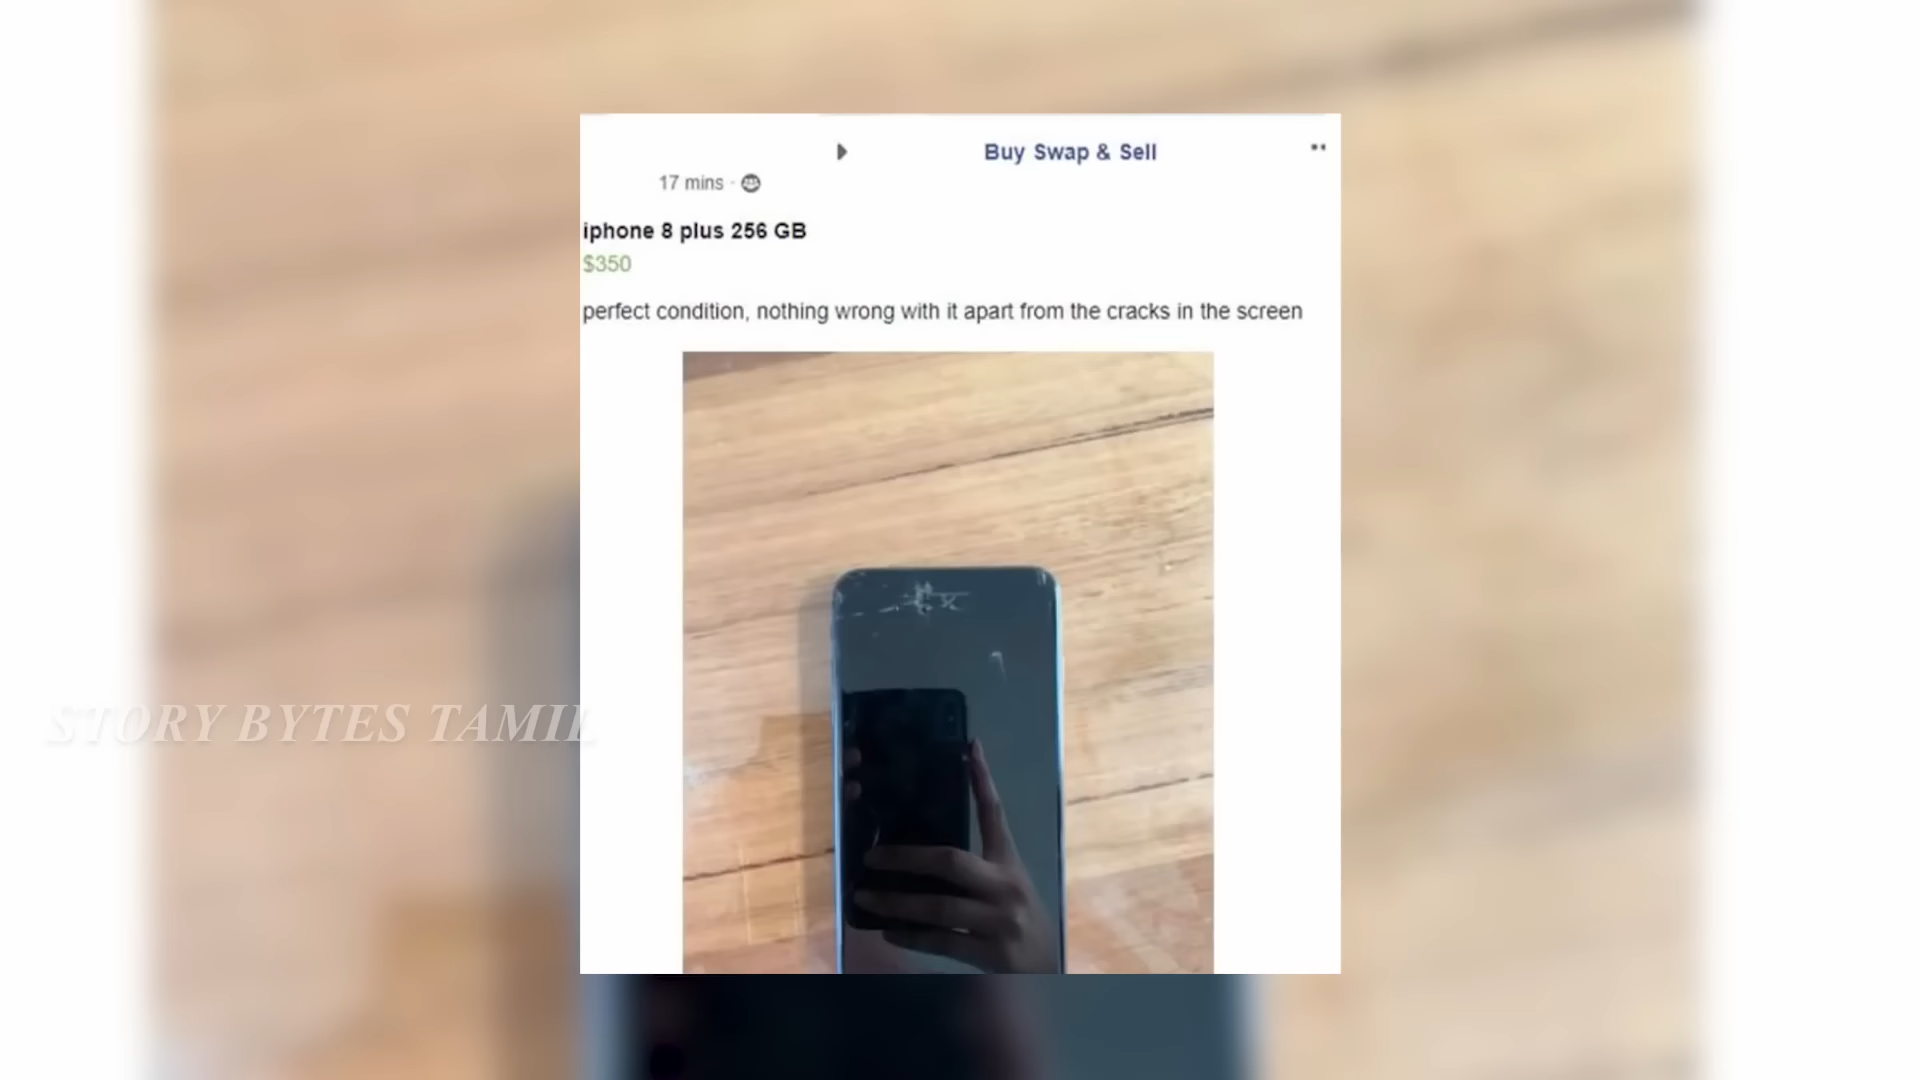 Buy Swap & Sell
17 mins ·
iphone 8 plus 256 GB
$350
perfect condition, nothing wrong with it apart from the cracks in the screen
STORY BYTES TAMIL